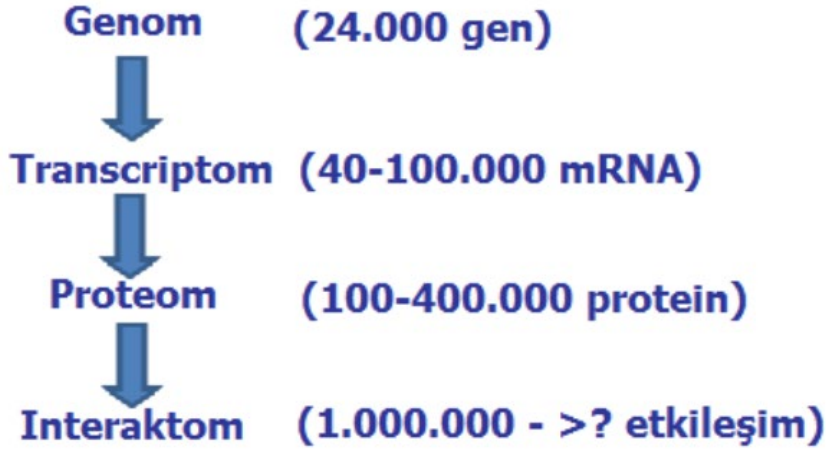 Genom (24.000 gen)
Transcriptom (40-100.000 mRNA)
Proteom (100-400.000 protein)
Interaktom (1.000.000 - >? etkileşim)